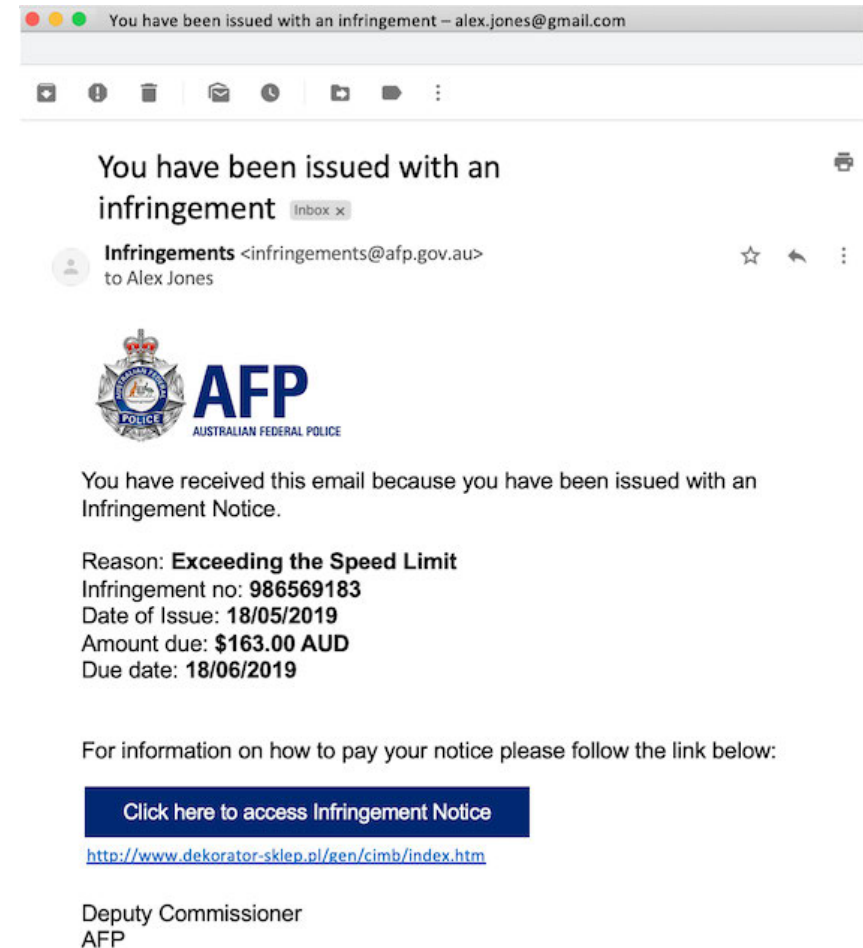 You have been issued with an infringement – alex.jones@gmail.com
You have been issued with an
infringement Inbox x
Infringements <infringements@afp.gov.au>
to Alex Jones
AUSTRALIAN FEDERAL
POLICE
AFP
AUSTRALIAN FEDERAL POLICE
You have received this email because you have been issued with an
Infringement Notice.
Reason: Exceeding the Speed Limit
Infringement no: 986569183
Date of Issue: 18/05/2019
Amount due: $163.00 AUD
Due date: 18/06/2019
For information on how to pay your notice please follow the link below:
Click here to access Infringement Notice
http://www.dekorator-sklep.pl/gen/cimb/index.htm
Deputy Commissioner
AFP